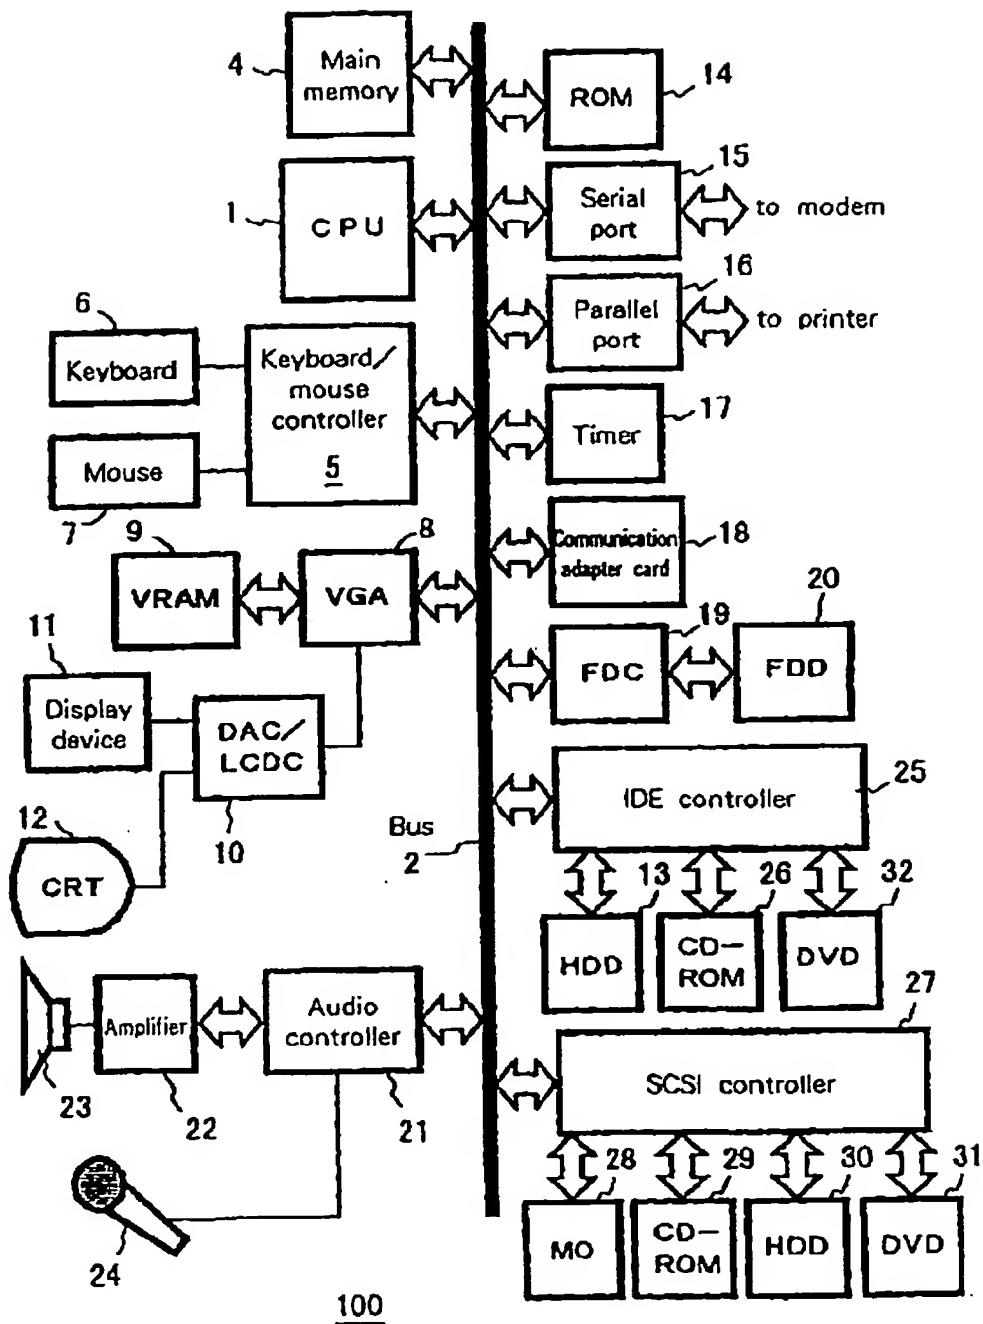 4
Main
memory
ROM
14
1
CPU
15
Serial
port
to modem
16
Parallel
port
to printer
6
Keyboard
Keyboard/
mouse
controller
5
Mouse
7
Timer
17
Communication
adapter card
18
9
VRAM
8
VGA
19
FDC
20
FDD
11
Display
device
DAC/
LCDC
10
12
CRT
Bus
2
IDE controller
25
13
HDD
26
CD-
ROM
32
DVD
23
Amplifier
22
Audio
controller
21
27
SCSI controller
24
28
MO
29
CD-
ROM
30
HDD
31
DVD
100